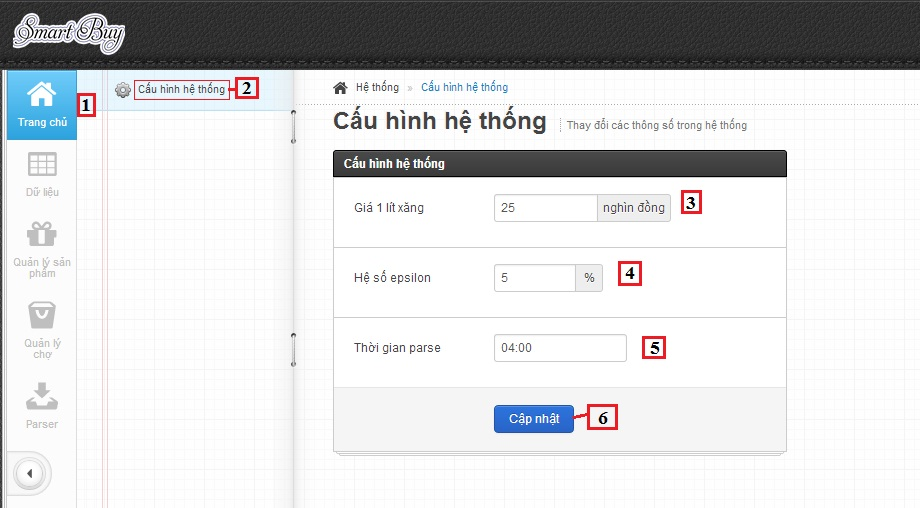 Smart Buy
Trang chủ
1
Dữ liệu
Quản lý sản
phẩm
Quản lý
chợ
Parser
Cấu hình hệ thống
2
Hệ thống » Cấu hình hệ thống
Cấu hình hệ thống Thay đổi các thông số trong hệ thống
Cấu hình hệ thống
Giá 1 lít xăng 25 nghìn đồng 3
Hệ số epsilon 5 % 4
Thời gian parse 04:00 5
Cập nhật 6